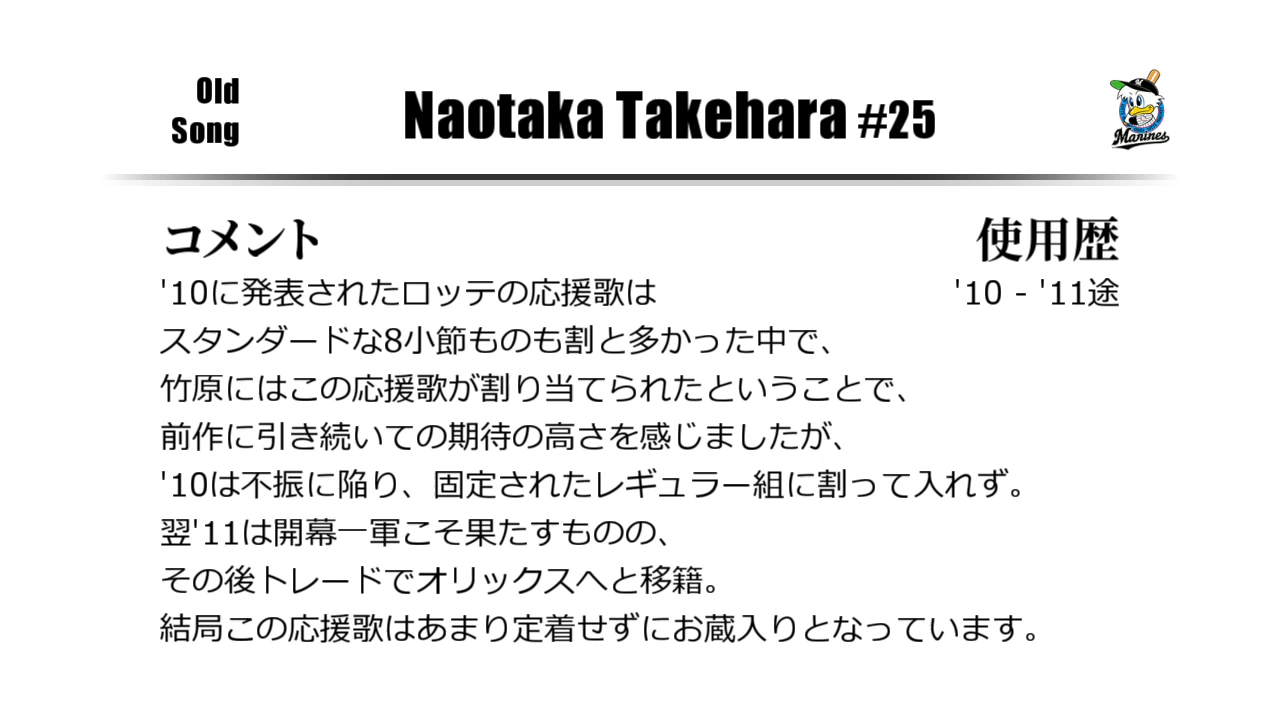 Old
Song
Naotaka Takehara #25
Marines
コメント
使用歴
'10に発表されたロッテの応援歌は
'10 - '11途
スタンダードな8小節ものも割と多かった中で、
竹原にはこの応援歌が割り当てられたということで、
前作に引き続いての期待の高さを感じましたが、
'10は不振に陥り、固定されたレギュラー組に割って入れず。
翌'11は開幕一軍こそ果たすものの、
その後トレードでオリックスへと移籍。
結局この応援歌はあまり定着せずにお蔵入りとなっています。